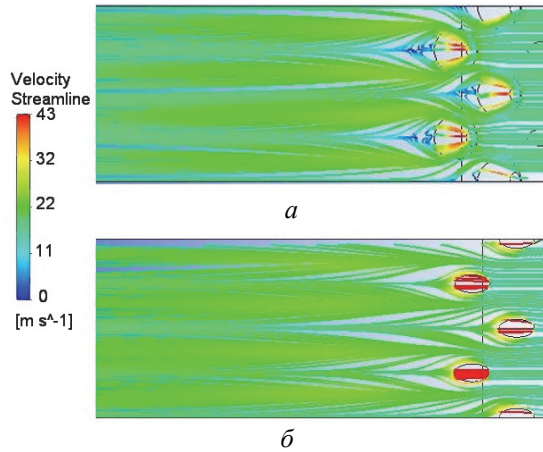 Velocity
Streamline
43
32
22
11
0
[m s^-1]
а
б